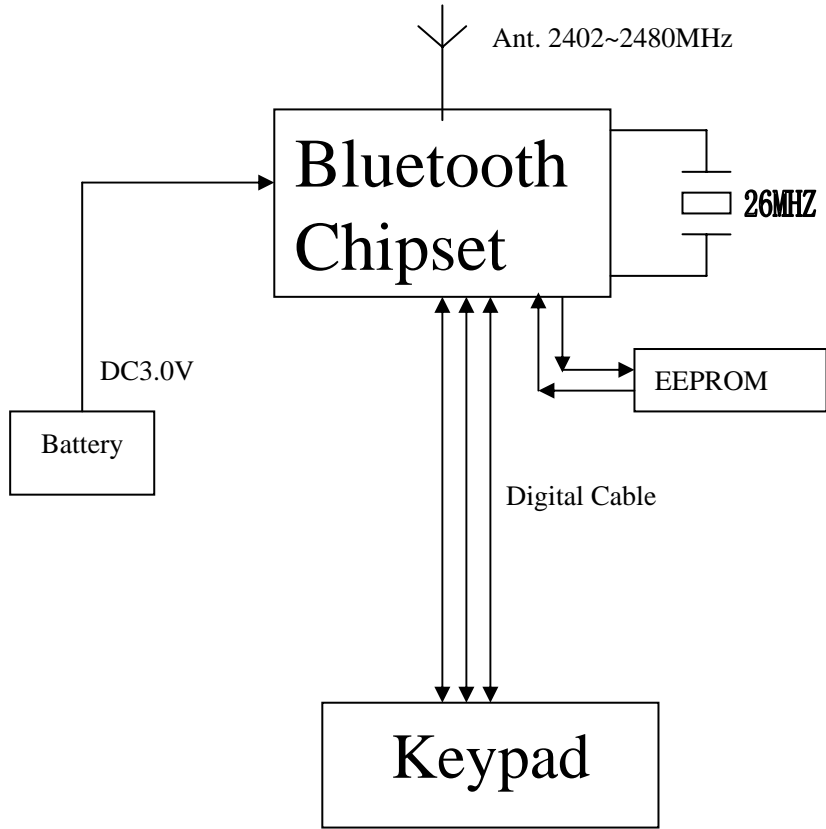 Ant. 2402~2480MHz
Bluetooth
Chipset
26MHZ
DC3.0V
EEPROM
Battery
Digital Cable
Keypad